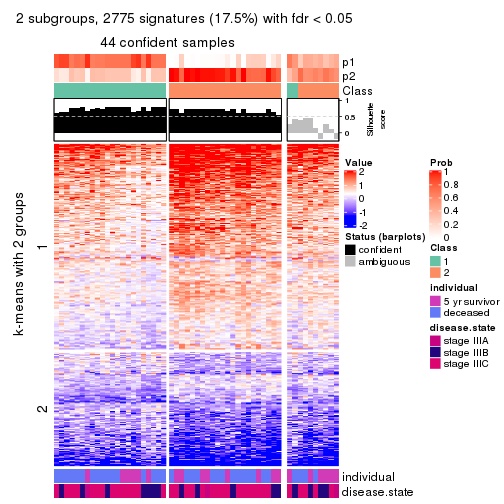 2 subgroups, 2775 signatures (17.5%) with fdr < 0.05
44 confident samples
p1
p2
Class
1
0.5
0
Silhouette
score
k-means with 2 groups
1
2
individual
disease.state
Value
2
1
0
-1
-2
Status (barplots)
confident
ambiguous
Prob
1
0.8
0.6
0.4
0.2
0
Class
1
2
individual
5 yr survivor
deceased
disease.state
stage IIIA
stage IIIB
stage IIIC